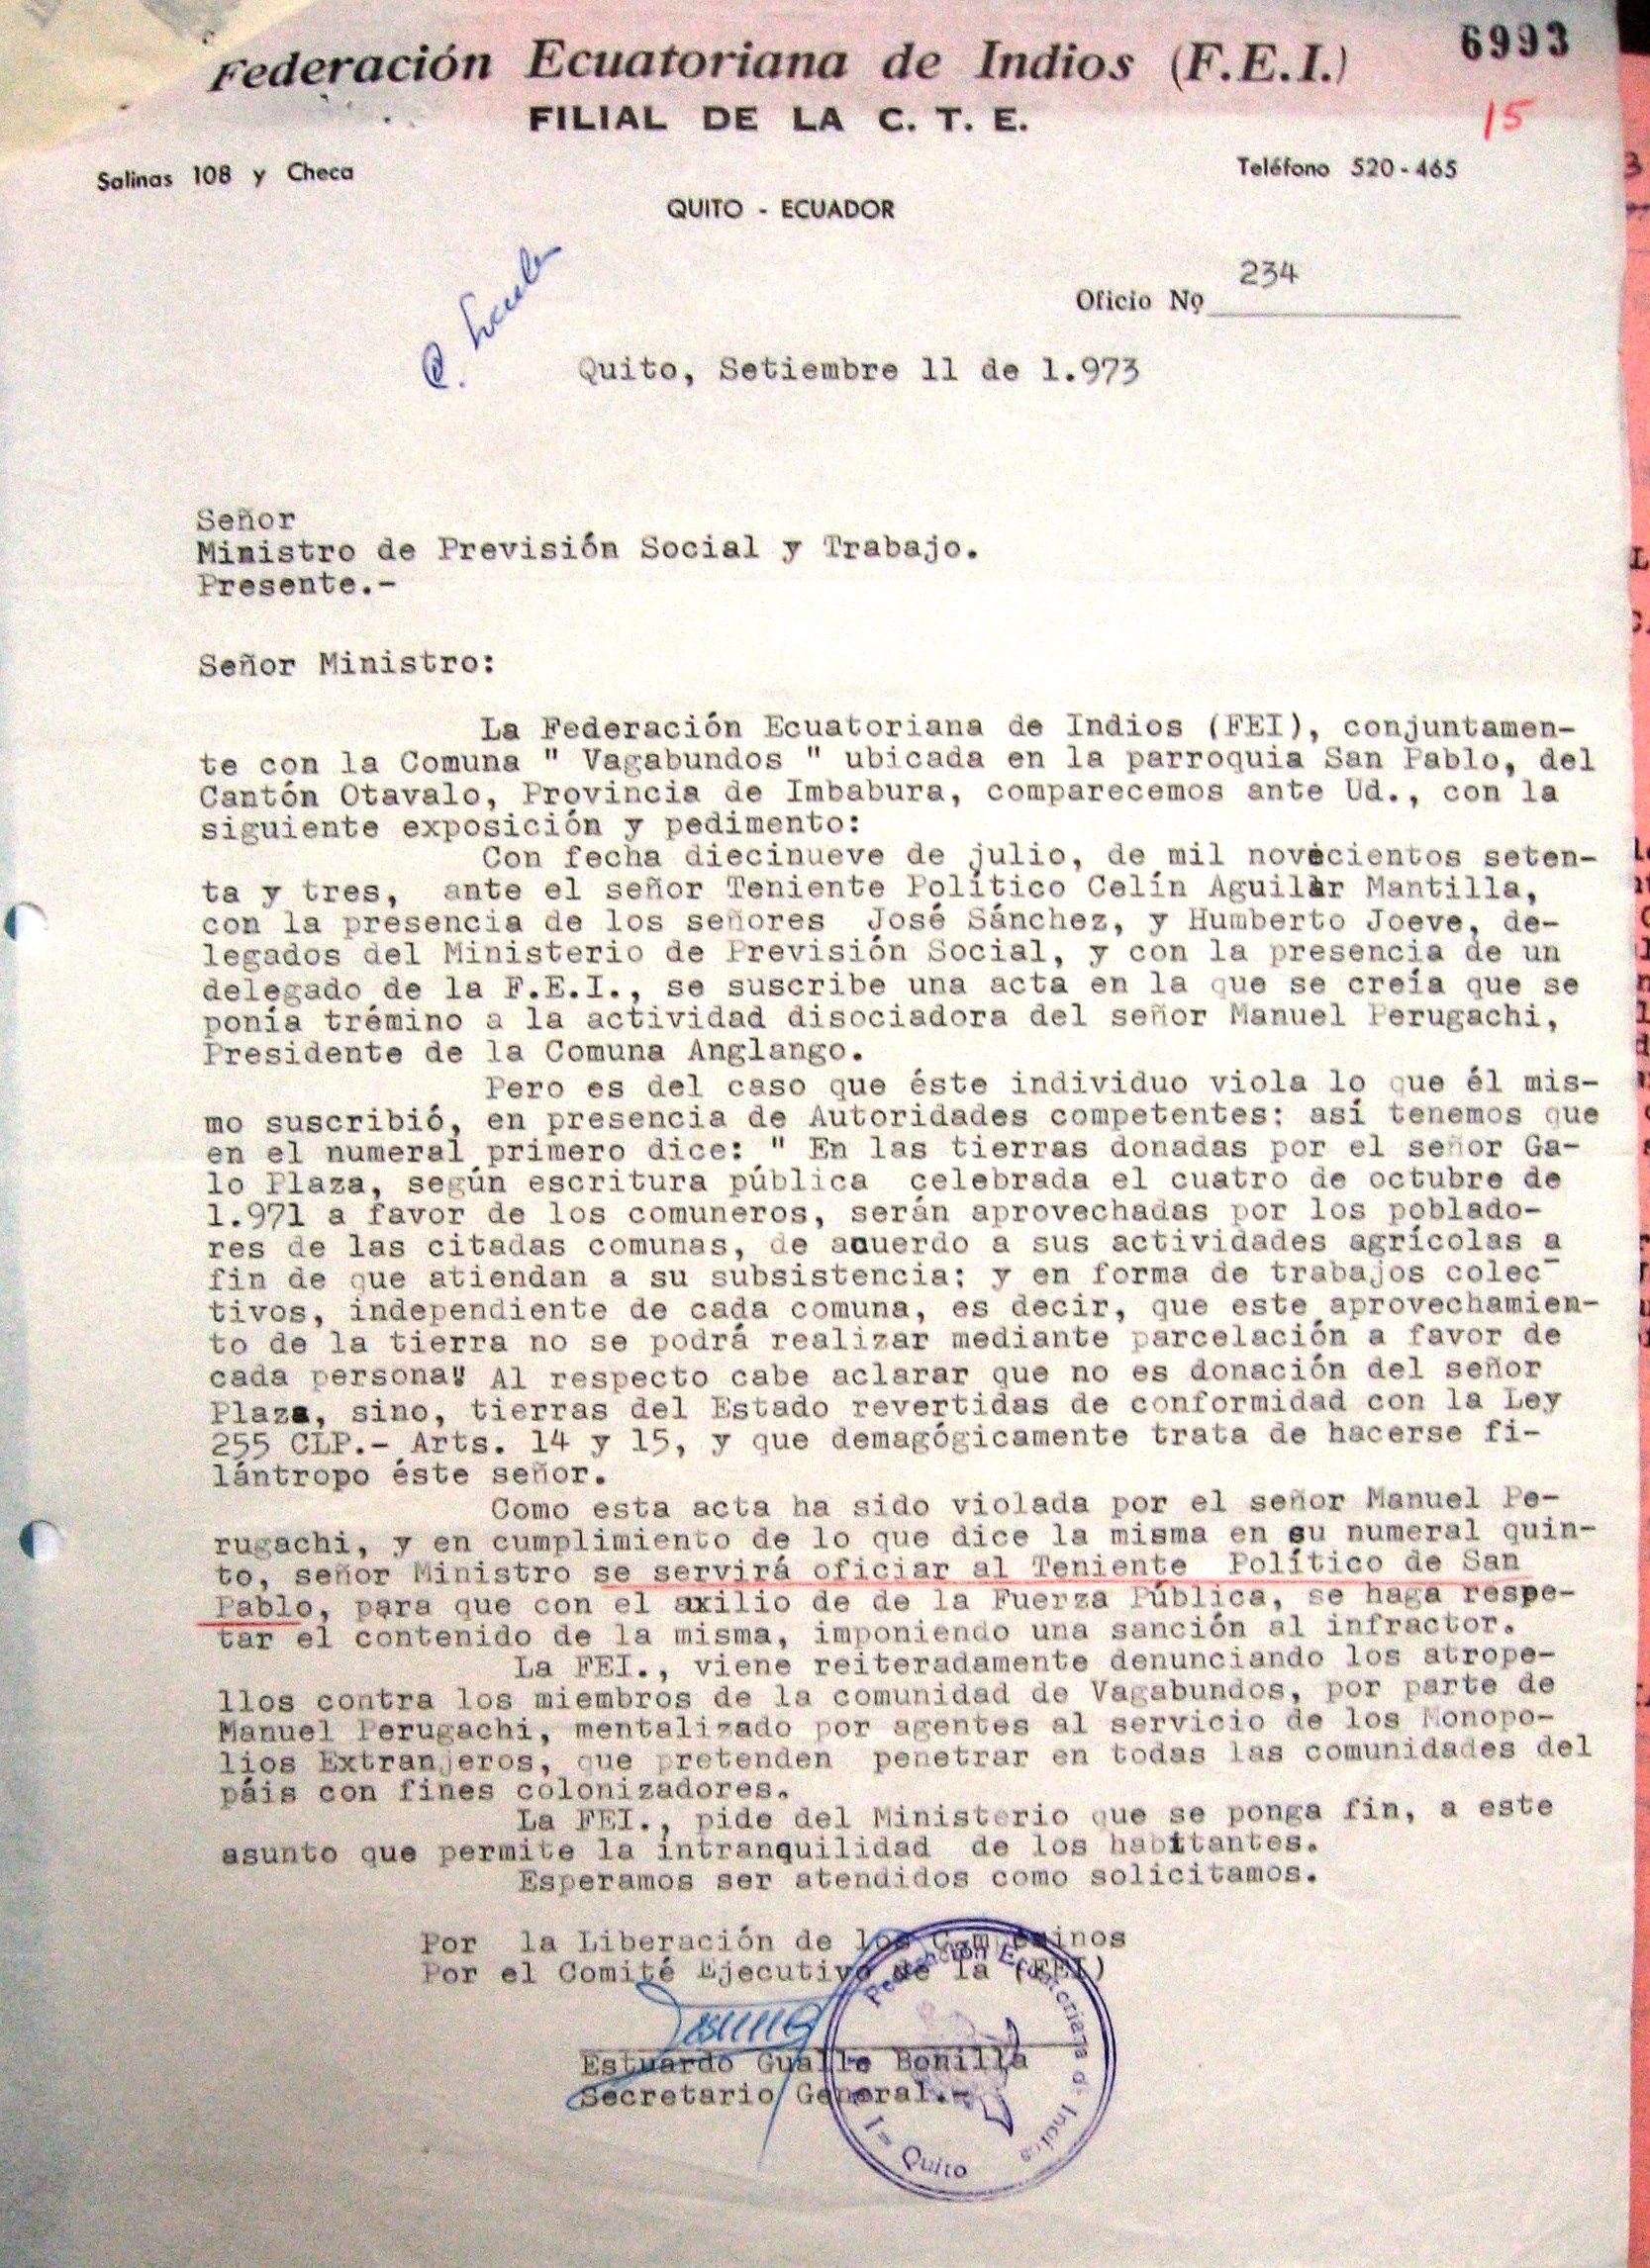 6993
Federación Ecuatoriana de Indios (F.E.I.)
15
FILIAL DE LA C. T. E.
Salinas 108 y Checa
Teléfono 520-465
QUITO - ECUADOR
234
Oficio Nº
Quito, Setiembre 11 de 1.973
Señor
Ministro de Previsión Social y Trabajo.
Presente.-
Señor Ministro:
La Federación Ecuatoriana de Indios (FEI), conjuntamen-
te con la Comuna " Vagabundos " ubicada en la parroquia San Pablo, del
Cantón Otavalo, Provincia de Imbabura, comparecemos ante Ud., con la
siguiente exposición y pedimento:
Con fecha diecinueve de julio, de mil novecientos seten-
ta y tres, ante el señor Teniente Político Celín Aguilar Mantilla,
con la presencia de los señores José Sánchez, y Humberto Joeve, de-
legados del Ministerio de Previsión Social, y con la presencia de un
delegado de la F.E.I., se suscribe una acta en la que se creía que se
ponía trémino a la actividad disociadora del señor Manuel Perugachi,
Presidente de la Comuna Anglango.
Pero es del caso que éste individuo viola lo que él mis-
mo suscribió, en presencia de Autoridades competentes: así tenemos que
en el numeral primero dice: " En las tierras donadas por el señor Ga-
lo Plaza, según escritura pública celebrada el cuatro de octubre de
1.971 a favor de los comuneros, serán aprovechadas por los poblado-
res de las citadas comunas, de acuerdo a sus actividades agrícolas a
fin de que atiendan a su subsistencia; y en forma de trabajos colec-
tivos, independiente de cada comuna, es decir, que este aprovechamien-
to de la tierra no se podrá realizar mediante parcelación a favor de
cada persona" Al respecto cabe aclarar que no es donación del señor
Plaza, sino, tierras del Estado revertidas de conformidad con la Ley
255 CLP.- Arts. 14 y 15, y que demagógicamente trata de hacerse fi-
lántropo éste señor.
Como esta acta ha sido violada por el señor Manuel Pe-
rugachi, y en cumplimiento de lo que dice la misma en su numeral quin-
to, señor Ministro se servirá oficiar al Teniente Político de San
Pablo, para que con el axilio de de la Fuerza Pública, se haga respe-
tar el contenido de la misma, imponiendo una sanción al infractor.
La FEI., viene reiteradamente denunciando los atrope-
llos contra los miembros de la comunidad de Vagabundos, por parte de
Manuel Perugachi, mentalizado por agentes al servicio de los Monopo-
lios Extranjeros, que pretenden penetrar en todas las comunidades del
páis con fines colonizadores.
La FEI., pide del Ministerio que se ponga fin, a este
asunto que permite la intranquilidad de los habitantes.
Esperamos ser atendidos como solicitamos.
Por la Liberación de los Campesinos
Por el Comité Ejecutivo de la (FEI)
Estuardo Bonilla
Secretario General.-
Federación Ecuatoriana de Indios
Quito